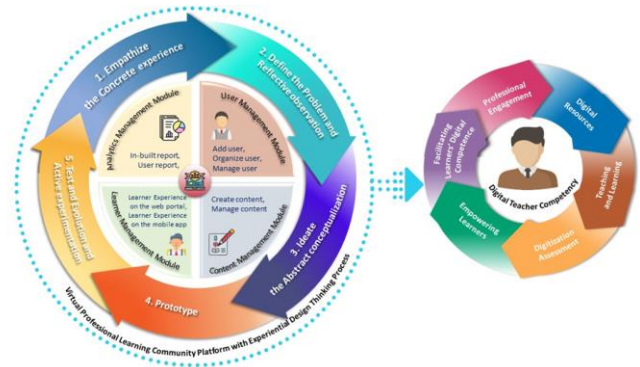 1. Empathize
the Concrete experience
2. Define the Problem and
Reflective observation
3. Ideate
the Abstract conceptualization
4. Prototype
5. Test and Evolution and
Active experimentation
Analytics Management Module
In-built report,
User report,
User Management Module
Add user,
Organize user,
Manage user
Learner Experience
on the web portal,
Learner Experience
on the mobile app
Learner Management Module
Create content,
Manage content
Content Management Module
Virtual Professional Learning Community Platform with Experiential Design Thinking Process
Professional
Engagement
Digital
Resources
Teaching
and Learning
Digitization
Assessment
Empowering
Learners
Facilitating
Learners' Digital
Competence
Digital Teacher Competency